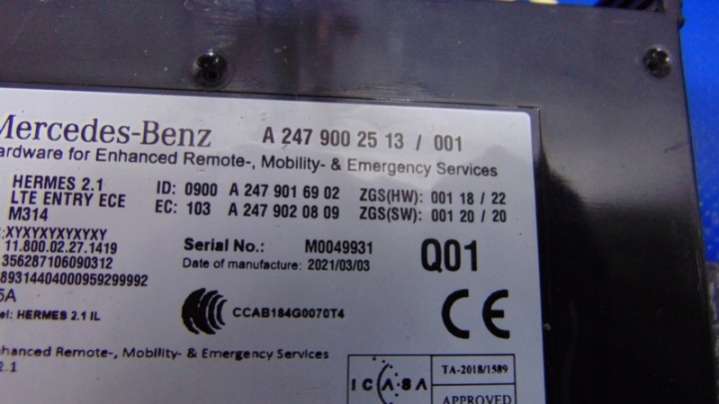 Mercedes-Benz A 247 900 25 13 / 001
ardware for Enhanced Remote-, Mobility- & Emergency Services
HERMES 2.1 ID: 0900 A 247 901 69 02 ZGS(HW): 001 18 / 22
LTE ENTRY ECE EC: 103 A 247 902 08 09 ZGS(SW): 001 20 / 20
M314
:XYXYXYXYXYXY Serial No.: M0049931 Q01
11.800.02.27.1419 Date of manufacture: 2021/03/03
356287106090312
89314404000959299992
5A CCAB184G0070T4 CE
el: HERMES 2.1 IL
nhanced Remote-, Mobility- & Emergency Services
2.1
ICASA TA-2018/1589
APPROVED